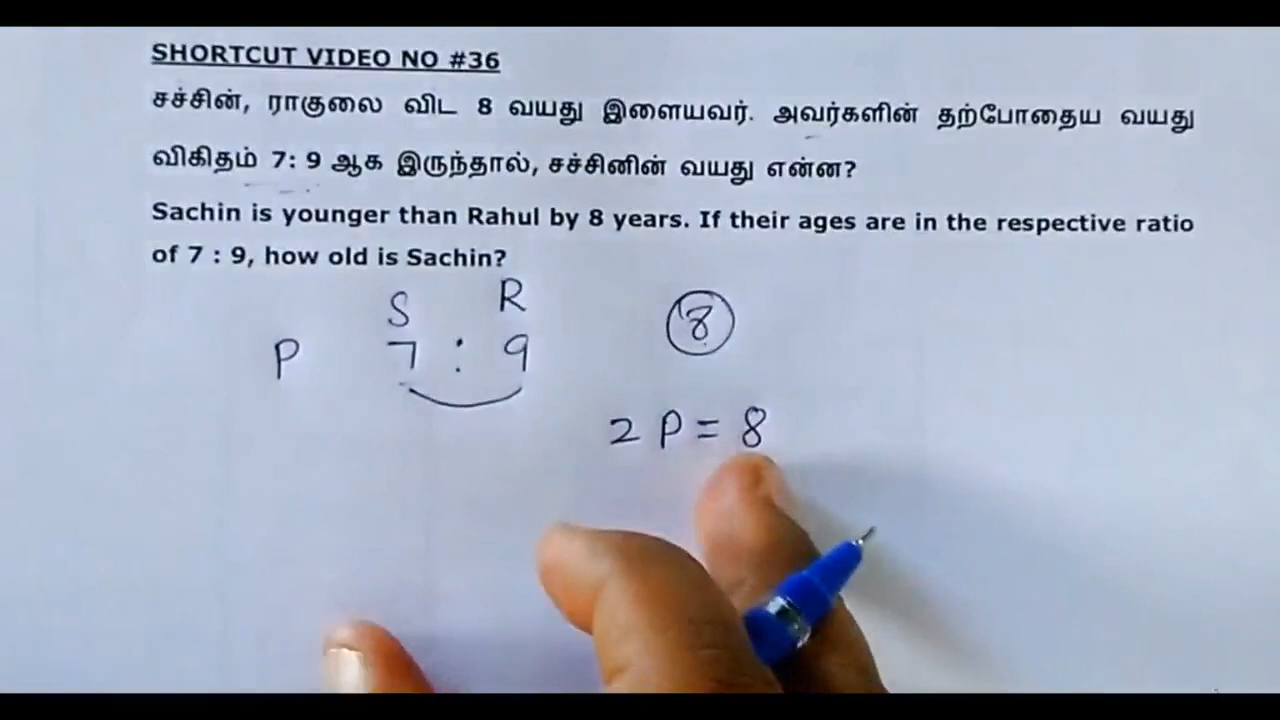 SHORTCUT VIDEO NO #36
சச்சின், ராகுலை விட 8 வயது இளையவர். அவர்களின் தற்போதைய வயது
விகிதம் 7: 9 ஆக இருந்தால், சச்சினின் வயது என்ன?
Sachin is younger than Rahul by 8 years. If their ages are in the respective ratio
of 7 : 9, how old is Sachin?
S R 8
P 7 : 9
2 P = 8